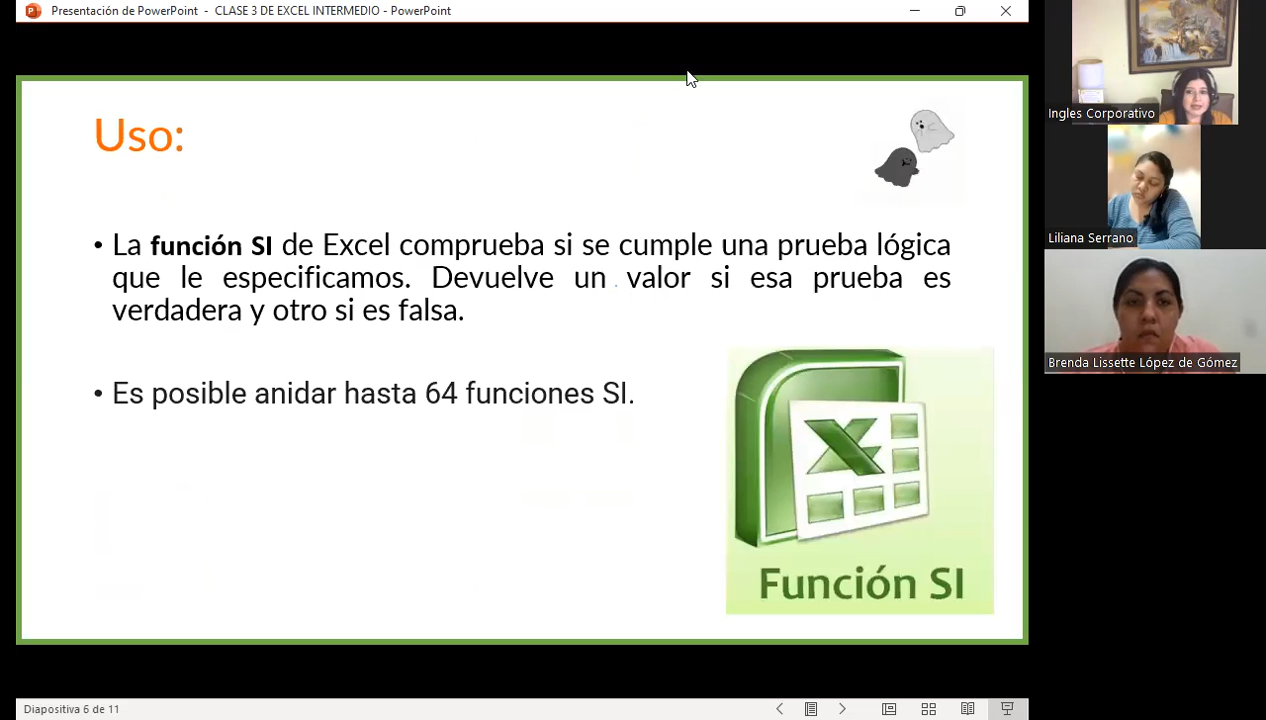 Presentación de PowerPoint - CLASE 3 DE EXCEL INTERMEDIO - PowerPoint
Uso:
• La función SI de Excel comprueba si se cumple una prueba lógica
que le especificamos. Devuelve un valor si esa prueba es
verdadera y otro si es falsa.
• Es posible anidar hasta 64 funciones SI.
Función SI
Diapositiva 6 de 11
Ingles Corporativo
Liliana Serrano
Brenda Lissette López de Gómez